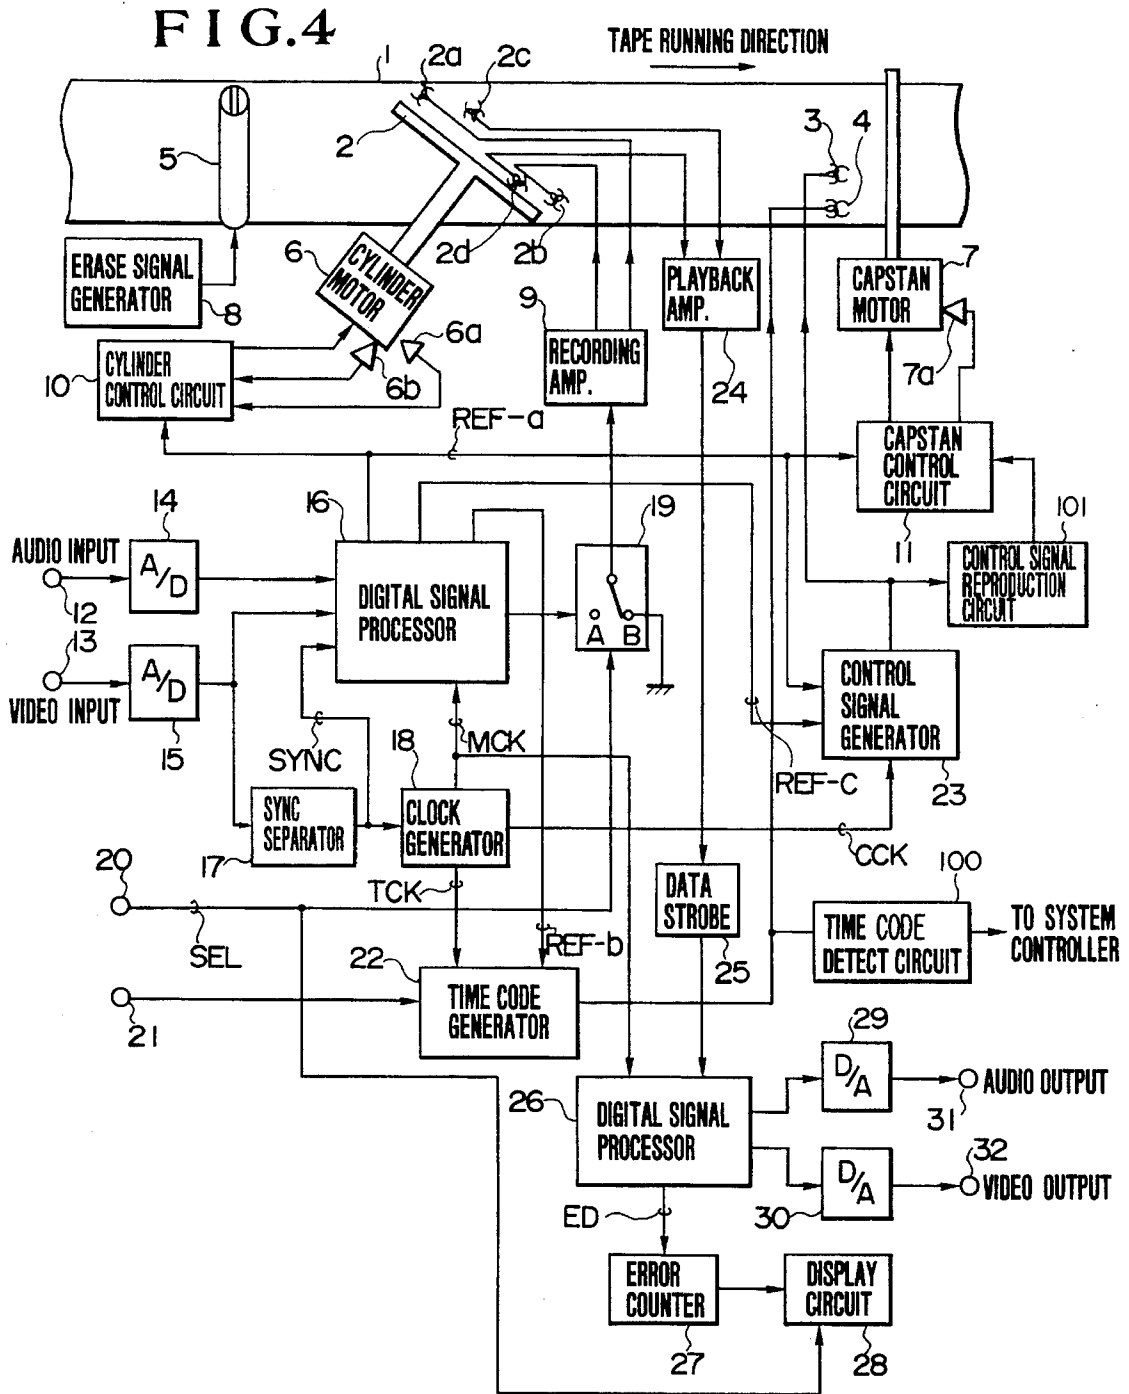 FIG.4
TAPE RUNNING DIRECTION
1
2a
2c
2
3
4
5
2d
2b
6
CYLINDER
MOTOR
ERASE SIGNAL
GENERATOR
8
6a
6b
9
RECORDING
AMP.
PLAYBACK
AMP.
24
7
CAPSTAN
MOTOR
7a
10
CYLINDER
CONTROL CIRCUIT
REF-a
CAPSTAN
CONTROL
CIRCUIT
11
101
CONTROL SIGNAL
REPRODUCTION
CIRCUIT
14
16
19
AUDIO INPUT
A/D
12
DIGITAL SIGNAL
PROCESSOR
A
B
13
VIDEO INPUT
A/D
15
CONTROL
SIGNAL
GENERATOR
23
SYNC
18
MCK
REF-C
SYNC
SEPARATOR
17
CLOCK
GENERATOR
CCK
20
TCK
DATA
STROBE
25
100
TIME CODE
DETECT CIRCUIT
TO SYSTEM
CONTROLLER
SEL
REF-b
22
21
TIME CODE
GENERATOR
29
D/A
AUDIO OUTPUT
31
26
DIGITAL SIGNAL
PROCESSOR
32
D/A
VIDEO OUTPUT
30
ED
ERROR
COUNTER
27
DISPLAY
CIRCUIT
28